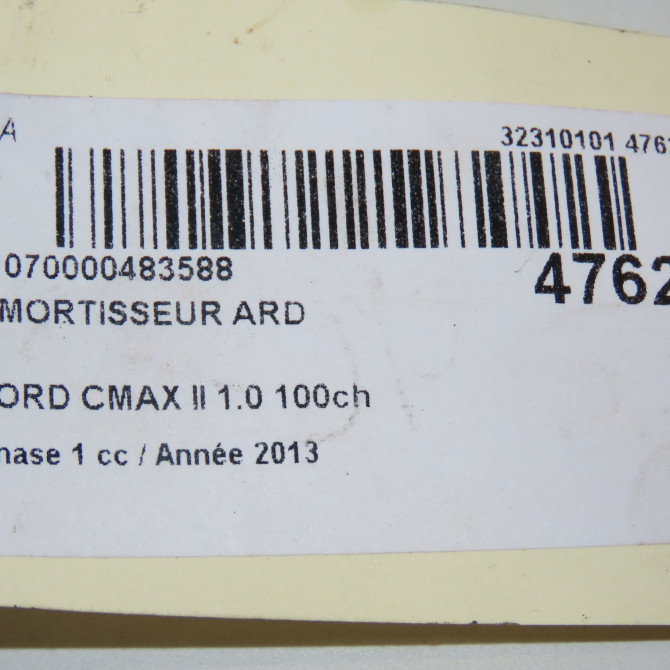 A
32310101 4761
070000483588
4762
MORTISSEUR ARD
ORD CMAX II 1.0 100ch
hase 1 cc / Année 2013